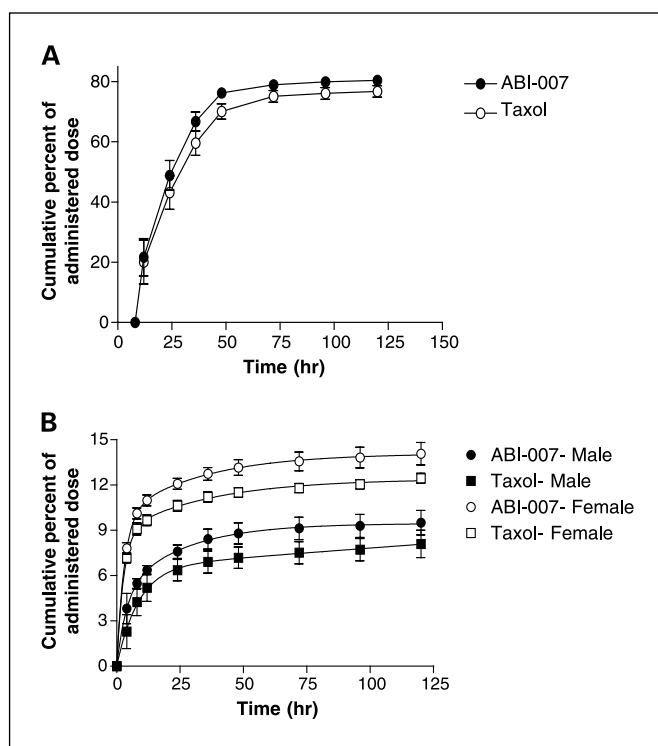 A
Cumulative percent of
administered dose
80
60
40
20
0
0 25 50 75 100 125 150
Time (hr)
ABI-007
Taxol
B
Cumulative percent of
administered dose
15
12
9
6
3
0
0 25 50 75 100 125
Time (hr)
ABI-007- Male
Taxol- Male
ABI-007- Female
Taxol- Female